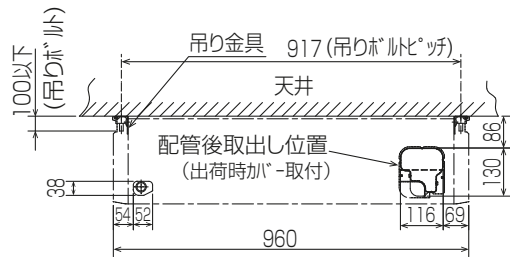 吊り金具
917(吊りボルトピッチ)
100以下
(吊りボルト)
天井
86
配管後取出し位置
(出荷時カバー取付)
38
130
54
52
116
69
960